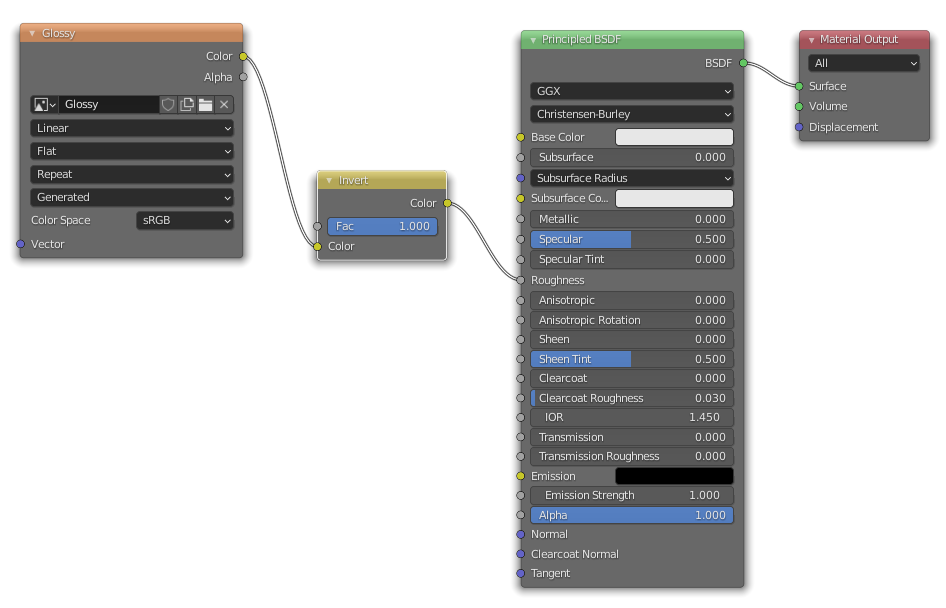 Glossy
Color
Alpha
Glossy
Linear
Flat
Repeat
Generated
Color Space sRGB
Vector
Invert
Color
Fac 1.000
Color
Principled BSDF
BSDF
GGX
Christensen-Burley
Base Color
Subsurface 0.000
Subsurface Radius
Subsurface Co...
Metallic 0.000
Specular 0.500
Specular Tint 0.000
Roughness
Anisotropic 0.000
Anisotropic Rotation 0.000
Sheen 0.000
Sheen Tint 0.500
Clearcoat 0.000
Clearcoat Roughness 0.030
IOR 1.450
Transmission 0.000
Transmission Roughness 0.000
Emission
Emission Strength 1.000
Alpha 1.000
Normal
Clearcoat Normal
Tangent
Material Output
All
Surface
Volume
Displacement